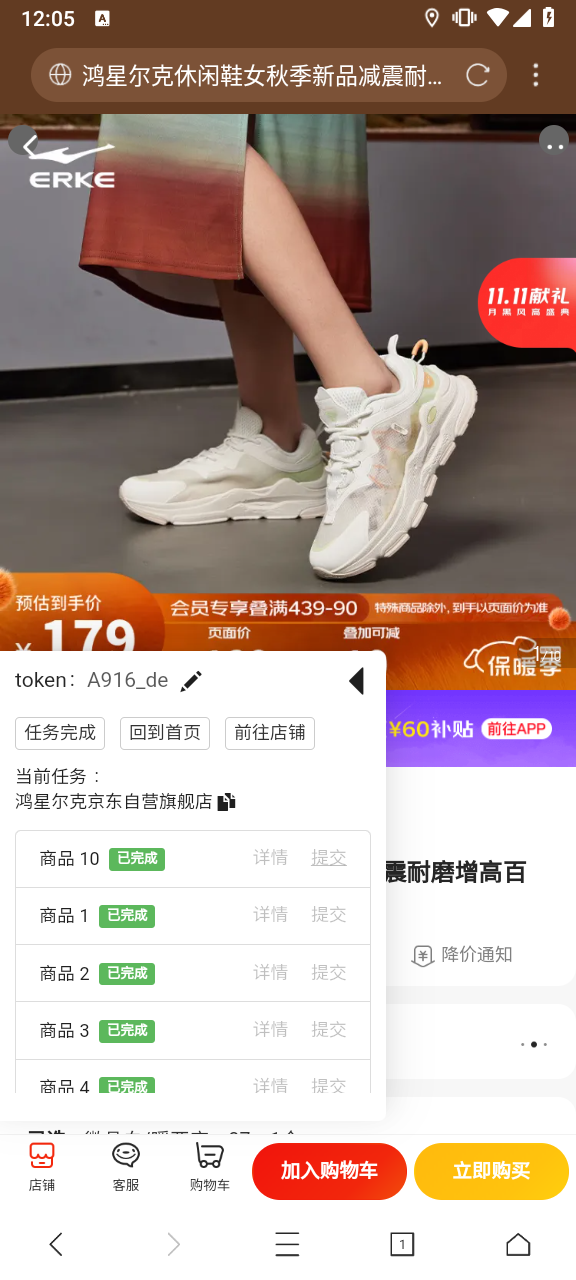 12:05
A
鸿星尔克休闲鞋女秋季新品减震耐...
ERKE
11.11献礼
月黑风高盛典
预估到手价
会员专享叠满439-90
特殊商品除外,到手以页面价为准
¥179
页面价
叠加可减
保暖季
1/10
token: A916_de
¥60补贴
前往APP
任务完成
回到首页
前往店铺
当前任务：
鸿星尔克京东自营旗舰店
商品 10 已完成 详情 提交
震耐磨增高百
商品 1 已完成 详情 提交
降价通知
商品 2 已完成 详情 提交
商品 3 已完成 详情 提交
商品 4 已完成 详情 提交
店铺
客服
购物车
加入购物车
立即购买
1